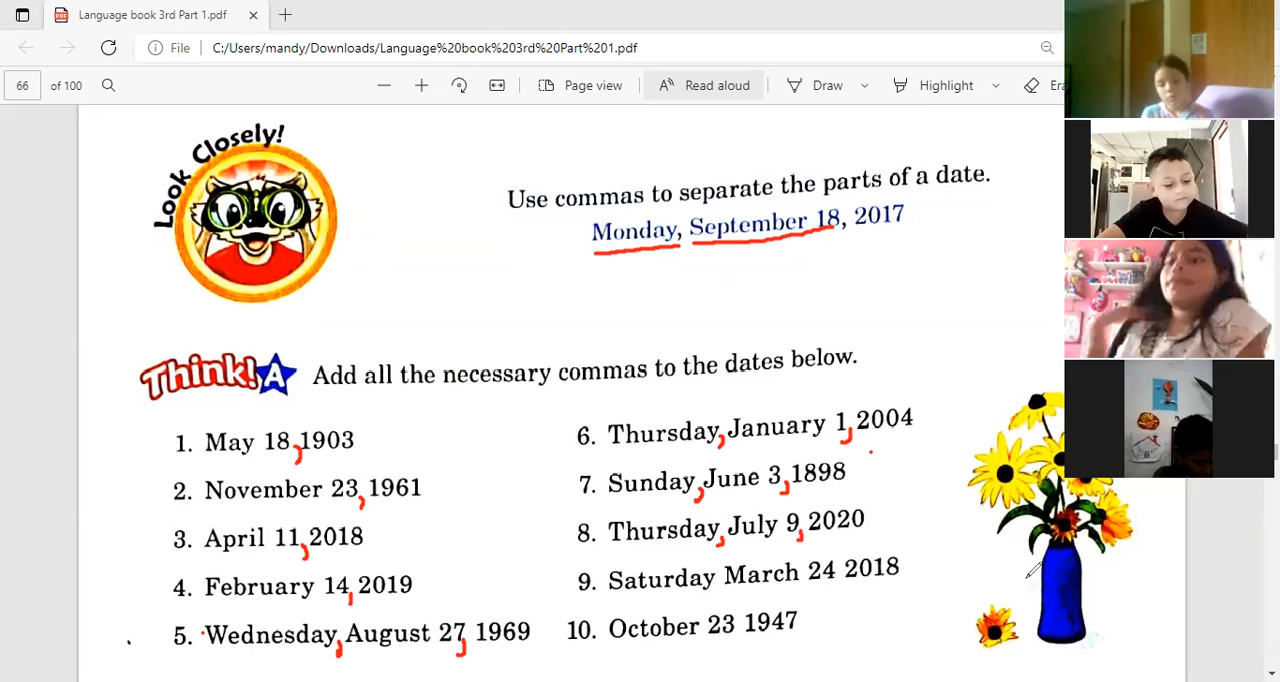 Language book 3rd Part 1.pdf
File C:/Users/mandy/Downloads/Language%20book%203rd%20Part%201.pdf
66 of 100 Page view Read aloud Draw Highlight
Look Closely!
Use commas to separate the parts of a date.
Monday, September 18, 2017
Think! A Add all the necessary commas to the dates below.
1. May 18, 1903
2. November 23, 1961
3. April 11, 2018
4. February 14, 2019
5. Wednesday, August 27, 1969
6. Thursday, January 1, 2004
7. Sunday, June 3, 1898
8. Thursday, July 9, 2020
9. Saturday March 24 2018
10. October 23 1947